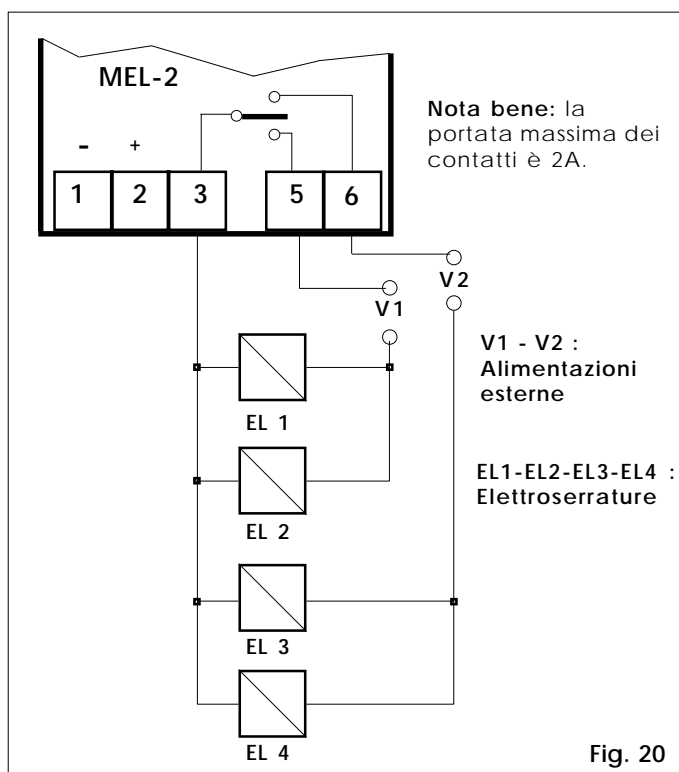 MEL-2
Nota bene: la
portata massima dei
contatti è 2A.
- +
1 2 3 5 6
V2
V1
V1 - V2 :
Alimentazioni
esterne
EL 1
EL1-EL2-EL3-EL4 :
Elettroserrature
EL 2
EL 3
EL 4
Fig. 20